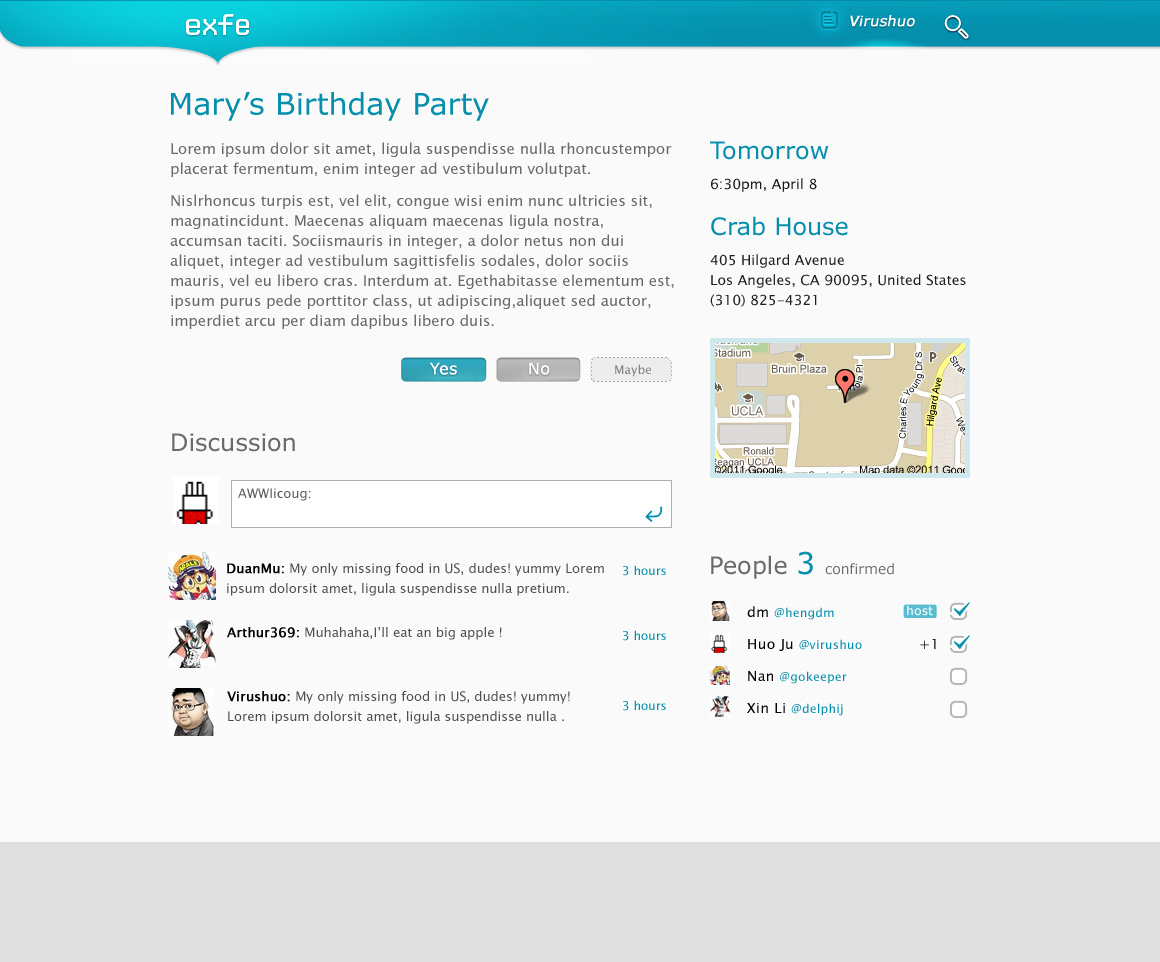 exfe
Virushuo
Mary's Birthday Party
Lorem ipsum dolor sit amet, ligula suspendisse nulla rhoncustempor
placerat fermentum, enim integer ad vestibulum volutpat.
Nislrhoncus turpis est, vel elit, congue wisi enim nunc ultricies sit,
magnatincidunt. Maecenas aliquam maecenas ligula nostra,
accumsan taciti. Sociismauris in integer, a dolor netus non dui
aliquet, integer ad vestibulum sagittisfelis sodales, dolor sociis
mauris, vel eu libero cras. Interdum at. Egethabitasse elementum est,
ipsum purus pede porttitor class, ut adipiscing,aliquet sed auctor,
imperdiet arcu per diam dapibus libero duis.
Yes
No
Maybe
Discussion
AWWlicoug:
DuanMu: My only missing food in US, dudes! yummy Lorem
ipsum dolorsit amet, ligula suspendisse nulla pretium.
3 hours
Arthur369: Muhahaha,I'll eat an big apple !
3 hours
Virushuo: My only missing food in US, dudes! yummy!
Lorem ipsum dolorsit amet, ligula suspendisse nulla .
3 hours
Tomorrow
6:30pm, April 8
Crab House
405 Hilgard Avenue
Los Angeles, CA 90095, United States
(310) 825-4321
Stadium
Bruin Plaza
P
UCLA
Charles E Young Dr S
Hilgard Ave
Ronald
Reagan UCLA
©2011 Google
Map data ©2011 Goo
People 3 confirmed
dm @hengdm host
Huo Ju @virushuo +1
Nan @gokeeper
Xin Li @delphij